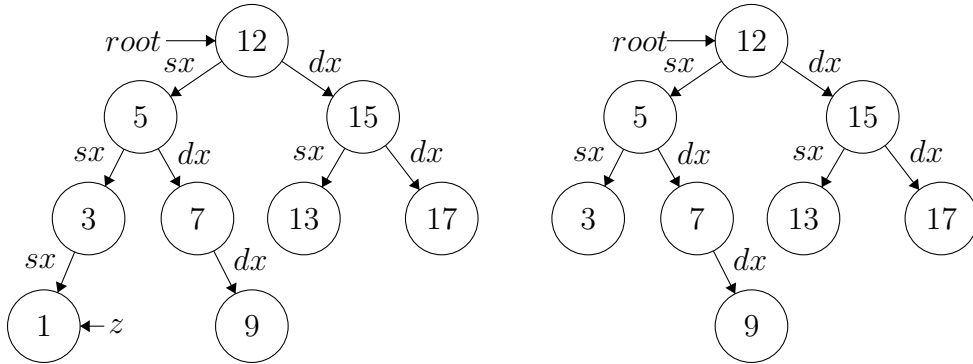 root 12 root 12
sx dx sx dx
5 15 5 15
sx dx sx dx sx dx sx dx
3 7 13 17 3 7 13 17
sx dx dx
1 z 9 9